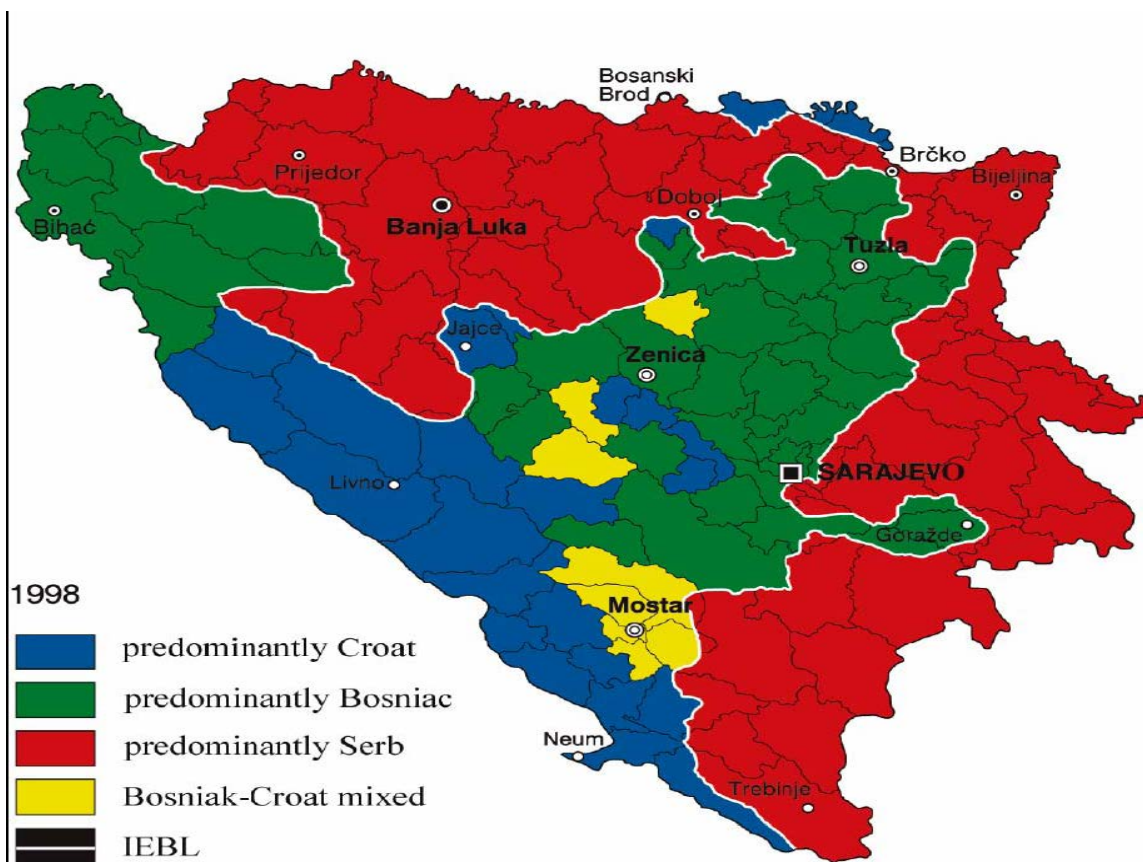 Bosanski
Brod
Brčko
Prijedor
Bijeljina
Bihać
Banja Luka
Doboj
Tuzla
Jajce
Zenica
Livno
SARAJEVO
Goražde
1998
Mostar
predominantly Croat
predominantly Bosniac
predominantly Serb
Neum
Bosniak-Croat mixed
Trebinje
IEBL